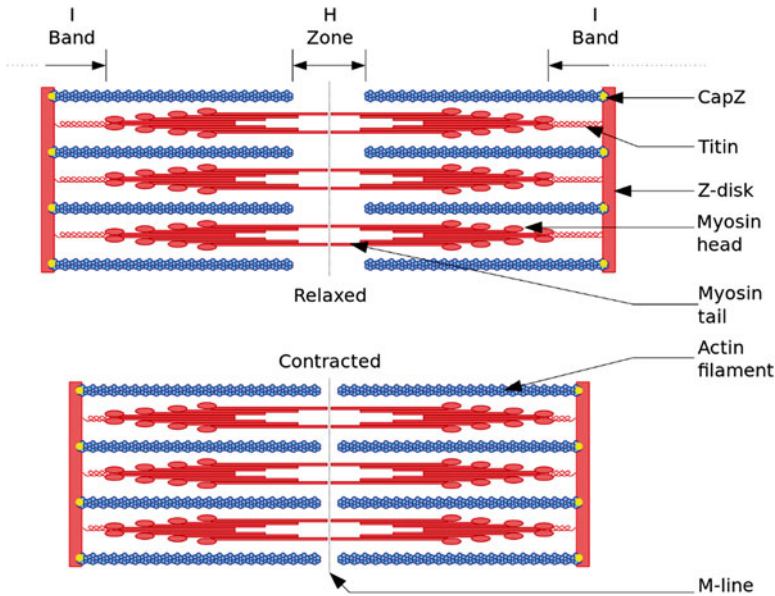 I
Band
H
Zone
I
Band
CapZ
Titin
Z-disk
Myosin
head
Relaxed
Myosin
tail
Contracted
Actin
filament
M-line